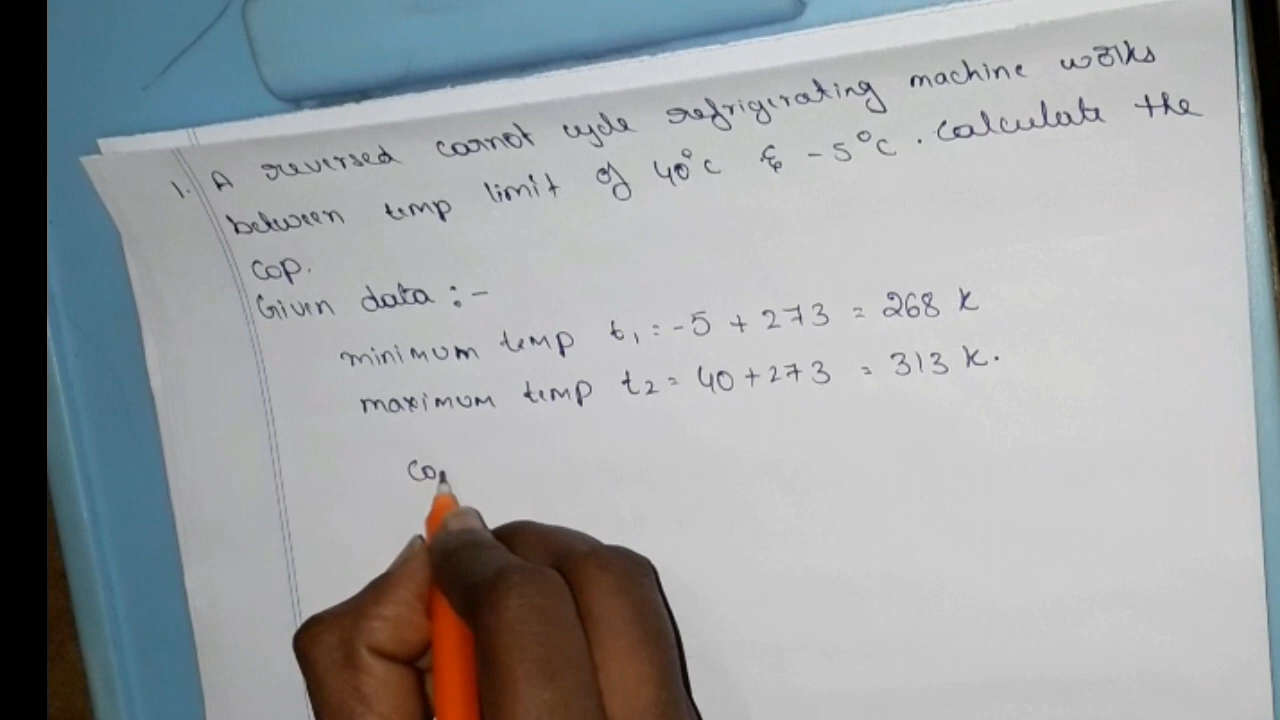 1. A reversed carnot cycle refrigerating machine works
between temp limit of 40°c & -5°c. calculate the
Cop.
Given data :-
minimum temp t₁ = -5 + 273 = 268 k
maximum temp t₂ = 40 + 273 = 313 k.
Co